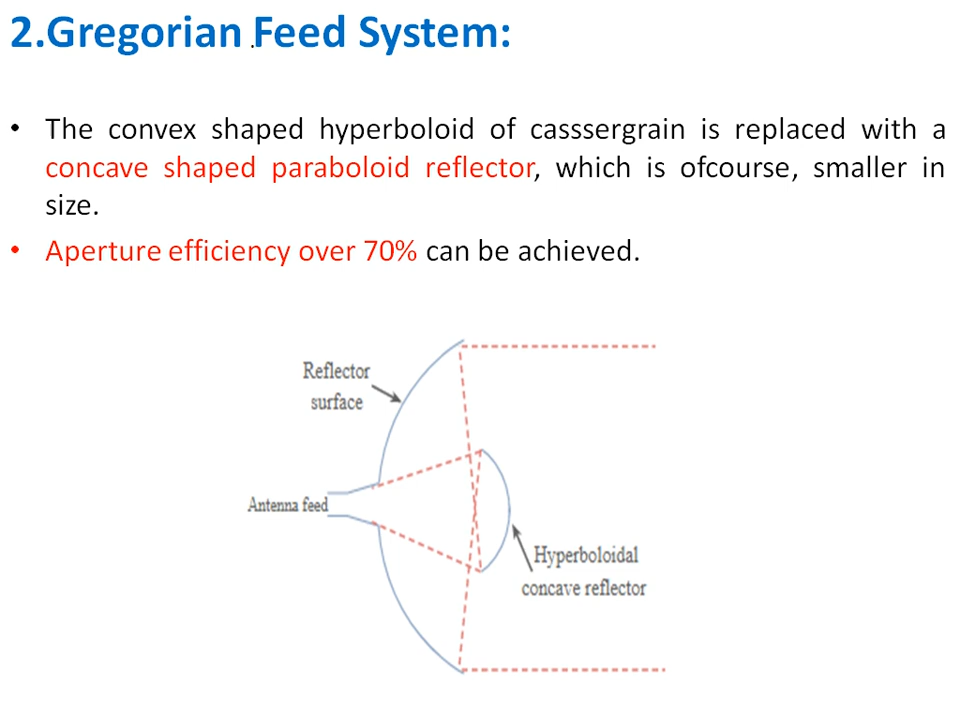 2.Gregorian Feed System:
• The convex shaped hyperboloid of casssergrain is replaced with a
concave shaped paraboloid reflector, which is ofcourse, smaller in
size.
• Aperture efficiency over 70% can be achieved.
Reflector
surface
Antenna feed
Hyperboloidal
concave reflector